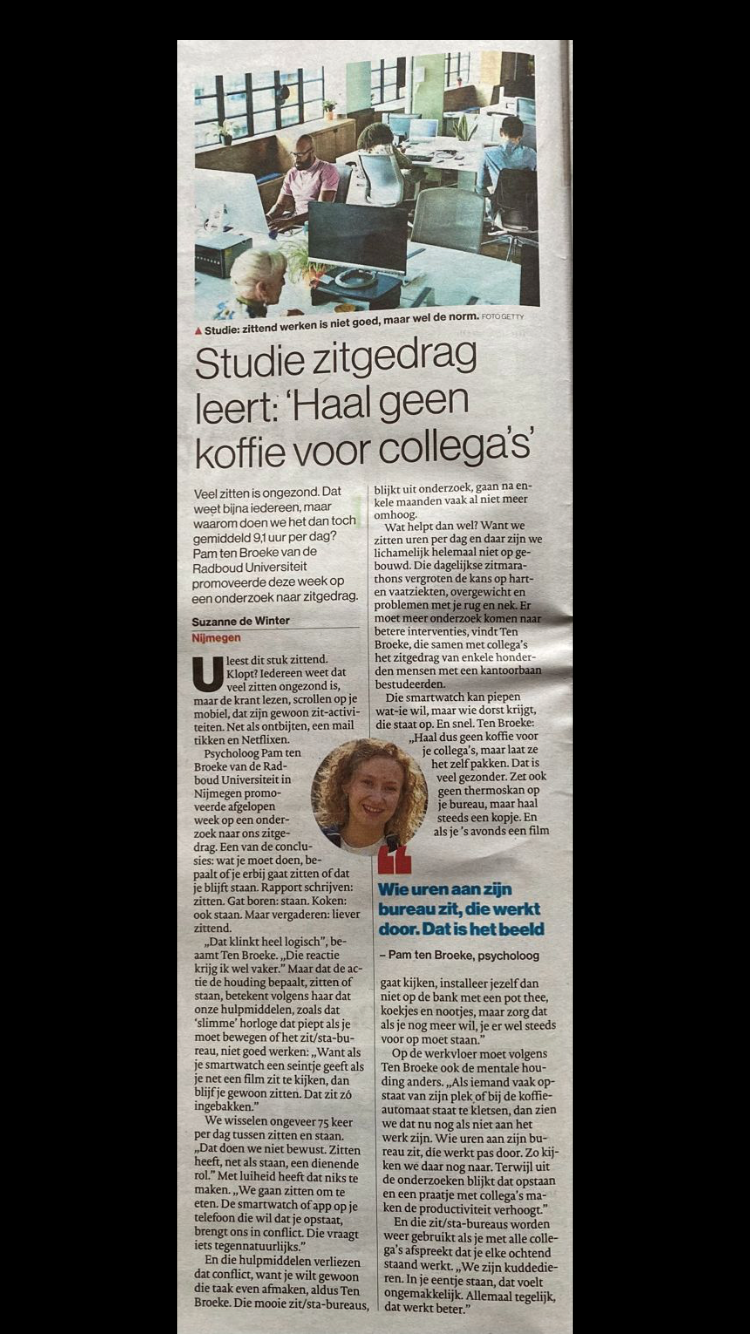 ▲ Studie: zittend werken is niet goed, maar wel de norm. FOTO GETTY
Studie zitgedrag
leert: ‘Haal geen
koffie voor collega’s’
Veel zitten is ongezond. Dat
weet bijna iedereen, maar
waarom doen we het dan toch
gemiddeld 9,1 uur per dag?
Pam ten Broeke van de
Radboud Universiteit
promoveerde deze week op
een onderzoek naar zitgedrag.
Suzanne de Winter
Nijmegen
U leest dit stuk zittend.
Klopt? Iedereen weet dat
veel zitten ongezond is,
maar de krant lezen, scrollen op je
mobiel, dat zijn gewoon zit-activi-
teiten. Net als ontbijten, een mail
tikken en Netflixen.
Psycholoog Pam ten
Broeke van de Rad-
boud Universiteit in
Nijmegen promo-
veerde afgelopen
week op een onder-
zoek naar ons zitge-
drag. Een van de conclu-
sies: wat je moet doen, be-
paalt of je erbij gaat zitten of dat
je blijft staan. Rapport schrijven:
zitten. Gat boren: staan. Koken:
ook staan. Maar vergaderen: liever
zittend.
„Dat klinkt heel logisch”, be-
aamt Ten Broeke. „Die reactie
krijg ik wel vaker.” Maar dat de ac-
tie de houding bepaalt, zitten of
staan, betekent volgens haar dat
onze hulpmiddelen, zoals dat
‘slimme’ horloge dat piept als je
moet bewegen of het zit/sta-bu-
reau, niet goed werken: „Want als
je smartwatch een seintje geeft als
je net een film zit te kijken, dan
blijf je gewoon zitten. Dat zit zó
ingebakken.”
We wisselen ongeveer 75 keer
per dag tussen zitten en staan.
„Dat doen we niet bewust. Zitten
heeft, net als staan, een dienende
rol.” Met luiheid heeft dat niks te
maken. „We gaan zitten om te
eten. De smartwatch of app op je
telefoon die wil dat je opstaat,
brengt ons in conflict. Die vraagt
iets tegennatuurlijks.”
En die hulpmiddelen verliezen
dat conflict, want je wilt gewoon
die taak even afmaken, aldus Ten
Broeke. Die mooie zit/sta-bureaus,
blijkt uit onderzoek, gaan na en-
kele maanden vaak al niet meer
omhoog.
Wat helpt dan wel? Want we
zitten uren per dag en daar zijn we
lichamelijk helemaal niet op ge-
bouwd. Die dagelijkse zitmara-
thons vergroten de kans op hart-
en vaatziekten, overgewicht en
problemen met je rug en nek. Er
moet meer onderzoek komen naar
betere interventies, vindt Ten
Broeke, die samen met collega’s
het zitgedrag van enkele honder-
den mensen met een kantoorbaan
bestudeerden.
Die smartwatch kan piepen
wat-ie wil, maar wie dorst krijgt,
die staat op. En snel. Ten Broeke:
„Haal dus geen koffie voor
je collega’s, maar laat ze
het zelf pakken. Dat is
veel gezonder. Zet ook
geen thermoskan op
je bureau, maar haal
steeds een kopje. En
als je ’s avonds een film
“
Wie uren aan zijn
bureau zit, die werkt
door. Dat is het beeld
– Pam ten Broeke, psycholoog
gaat kijken, installeer jezelf dan
niet op de bank met een pot thee,
koekjes en nootjes, maar zorg dat
als je nog meer wil, je er wel steeds
voor op moet staan.”
Op de werkvloer moet volgens
Ten Broeke ook de mentale hou-
ding anders. „Als iemand vaak op-
staat van zijn plek of bij de koffie-
automaat staat te kletsen, dan zien
we dat nu nog als niet aan het
werk zijn. Wie uren aan zijn bu-
reau zit, die werkt pas door. Zo kij-
ken we daar nog naar. Terwijl uit
de onderzoeken blijkt dat opstaan
en een praatje met collega’s ma-
ken de productiviteit verhoogt.”
En die zit/sta-bureaus worden
weer gebruikt als je met alle colle-
ga’s afspreekt dat je elke ochtend
staand werkt. „We zijn kuddedie-
ren. In je eentje staan, dat voelt
ongemakkelijk. Allemaal tegelijk,
dat werkt beter.”